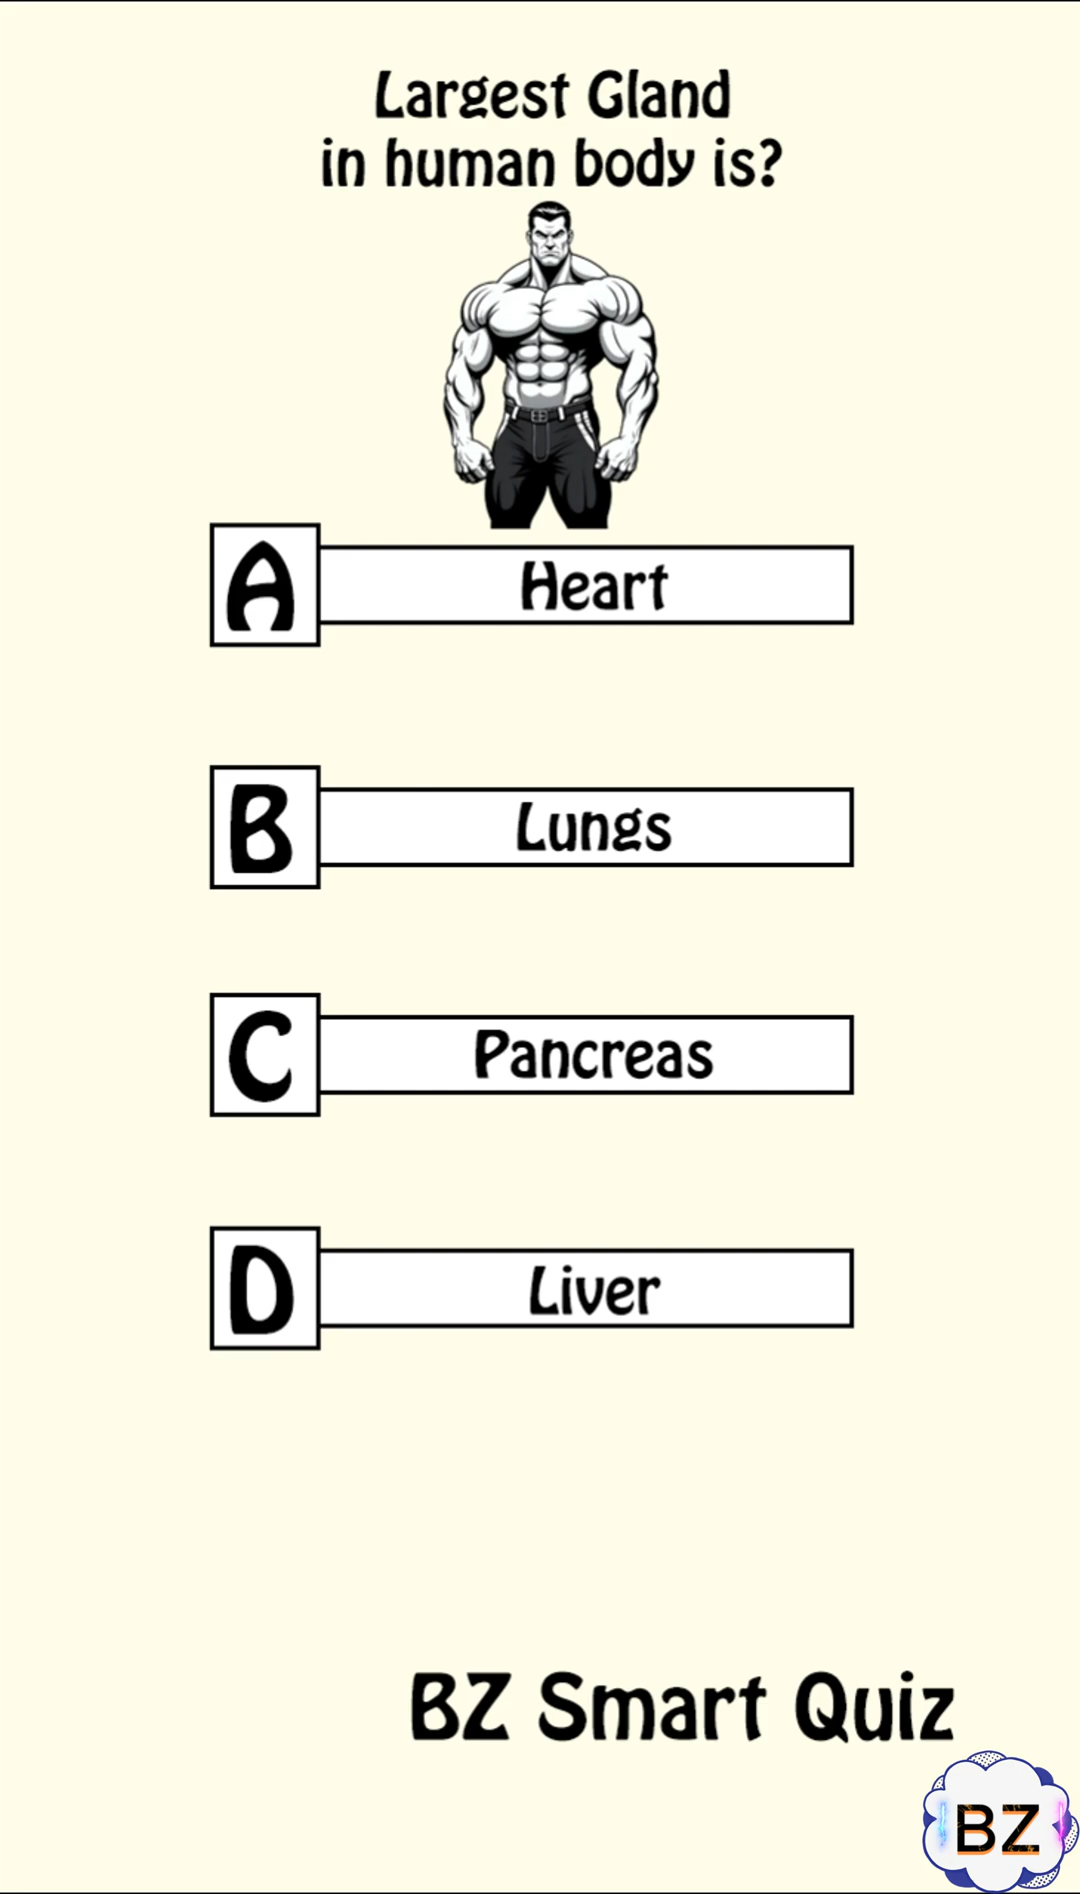 Largest Gland
in human body is?
A Heart
B Lungs
C Pancreas
D Liver
BZ Smart Quiz
BZ